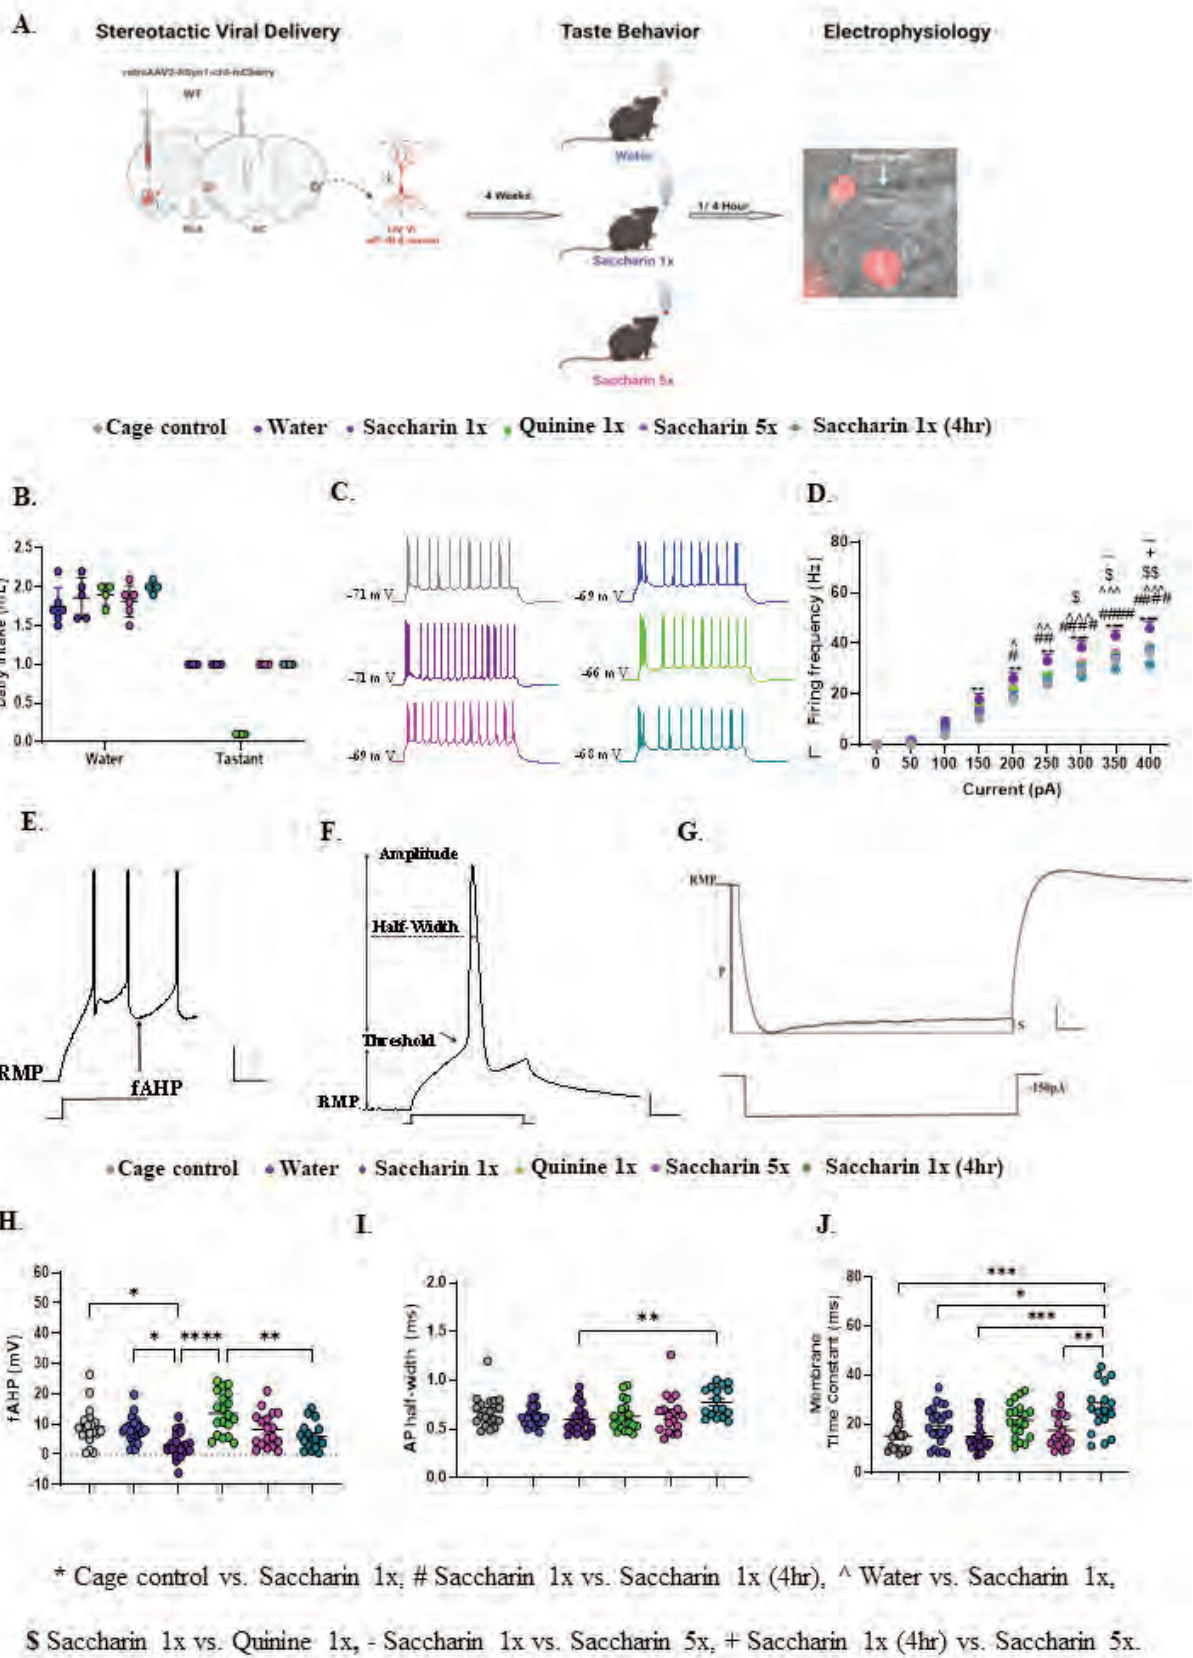 A.
Stereotactic Viral Delivery
Taste Behavior
Electrophysiology
WT
Water
4 Weeks
1/ 4 Hour
Saccharin 1x
Saccharin 5x
Cage control Water Saccharin 1x Quinine 1x Saccharin 5x Saccharin 1x (4hr)
B.
C.
D.
2.5
2.0
1.5
1.0
0.5
0.0
Water Tastant
-71 mV
-69 mV
-71 mV
-66 mV
-69 mV
-68 mV
Firing frequency (Hz)
80
60
40
20
0
0 50 100 150 200 250 300 350 400
Current (pA)
E.
F.
G.
RMP
fAHP
Amplitude
Half-Width
Threshold
RMP
RMP
P
S
-150pA
Cage control Water Saccharin 1x Quinine 1x Saccharin 5x Saccharin 1x (4hr)
H.
I.
J.
fAHP (mV)
60
50
40
30
20
10
0
-10
*
* **** **
AP half-width (ms)
2.0
1.5
1.0
0.5
0.0
**
Membrane
Time Constant (ms)
80
60
40
20
0
***
*
***
**
* Cage control vs. Saccharin 1x, # Saccharin 1x vs. Saccharin 1x (4hr), ^ Water vs. Saccharin 1x,
$ Saccharin 1x vs. Quinine 1x, - Saccharin 1x vs. Saccharin 5x, + Saccharin 1x (4hr) vs. Saccharin 5x.